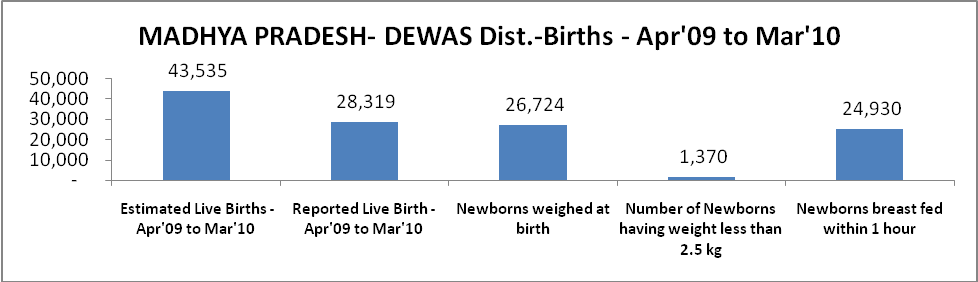 MADHYA PRADESH- DEWAS Dist.-Births - Apr'09 to Mar'10
50,000
40,000
30,000
20,000
10,000
-
43,535
28,319
26,724
1,370
24,930
Estimated Live Births -
Apr'09 to Mar'10
Reported Live Birth -
Apr'09 to Mar'10
Newborns weighed at
birth
Number of Newborns
having weight less than
2.5 kg
Newborns breast fed
within 1 hour